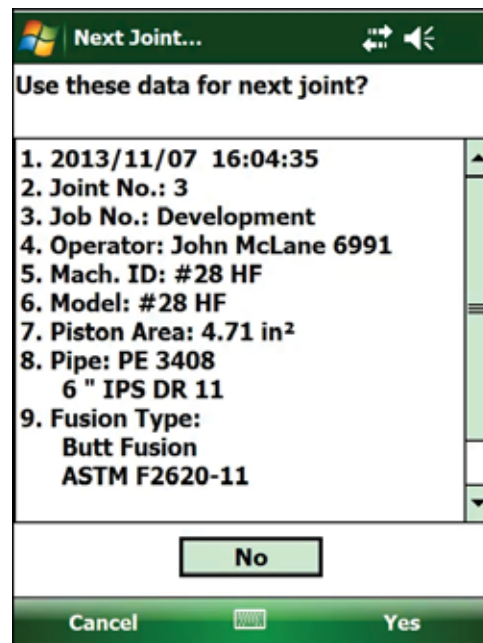 Next Joint...
Use these data for next joint?
1. 2013/11/07 16:04:35
2. Joint No.: 3
3. Job No.: Development
4. Operator: John McLane 6991
5. Mach. ID: #28 HF
6. Model: #28 HF
7. Piston Area: 4.71 in²
8. Pipe: PE 3408
6 " IPS DR 11
9. Fusion Type:
Butt Fusion
ASTM F2620-11
No
Cancel Yes